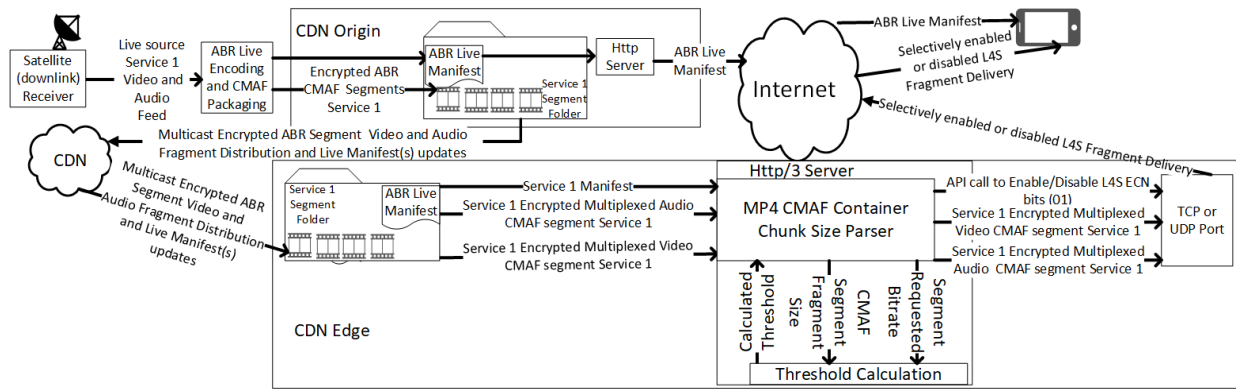 Satellite
(downlink)
Receiver
Live source
Service 1
Video and
Audio
Feed
ABR Live
Encoding
and CMAF
Packaging
CDN Origin
Encrypted ABR
CMAF Segments
Service 1
ABR Live
Manifest
Service 1
Segment
Folder
Http
Server
ABR Live
Manifest
Internet
ABR Live Manifest
Selectively enabled
or disabled L4S
Fragment Delivery
Selectively enabled or disabled L4S Fragment Delivery
Multicast Encrypted ABR Segment Video and Audio
Fragment Distribution and Live Manifest(s) updates
CDN
Multicast Encrypted ABR
Segment Video and
Audio Fragment Distribution
and Live Manifest(s)
updates
CDN Edge
Service 1
Segment
Folder
ABR Live
Manifest
Service 1 Manifest
Service 1 Encrypted Multiplexed Audio
CMAF segment Service 1
Service 1 Encrypted Multiplexed Video
CMAF segment Service 1
Http/3 Server
MP4 CMAF Container
Chunk Size Parser
API call to Enable/Disable L4S ECN
bits (01)
Service 1 Encrypted Multiplexed
Video CMAF segment Service 1
Service 1 Encrypted Multiplexed
Audio CMAF segment Service 1
TCP or
UDP Port
Calculated
Threshold
Size
Fragment
Segment
CMAF
Bitrate
Requested
Segment
Threshold Calculation